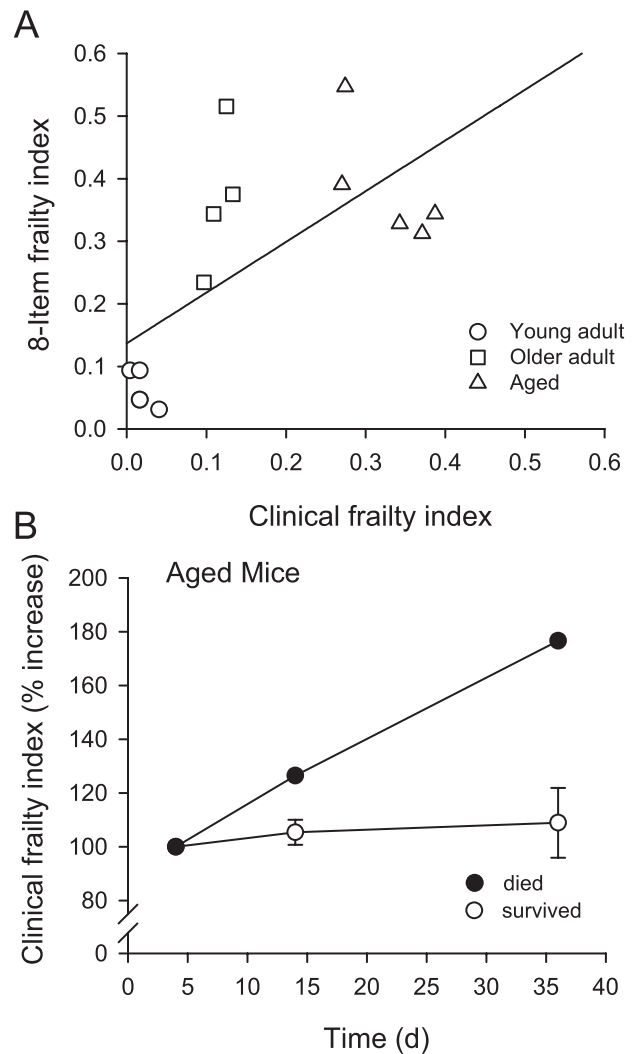 A
0.6
0.5
0.4
0.3
0.2
0.1
0.0
8-Item frailty index
Young adult
Older adult
Aged
0.0 0.1 0.2 0.3 0.4 0.5 0.6
Clinical frailty index
B
Aged Mice
200
180
160
140
120
100
80
0
Clinical frailty index (% increase)
died
survived
0 5 10 15 20 25 30 35 40
Time (d)